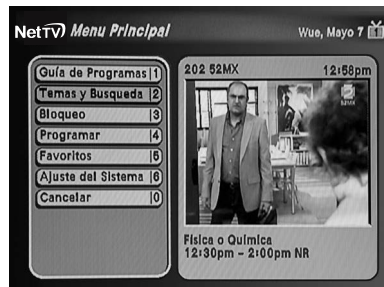 NetTV Menu Principal
Wue, Mayo 7
Guía de Programas 1
Temas y Busqueda 2
Bloqueo 3
Programar 4
Favoritos 5
Ajuste del Sistema 6
Cancelar 0
202 52MX 12:58pm
52MX
Fisica o Quimica
12:30pm - 2:00pm NR